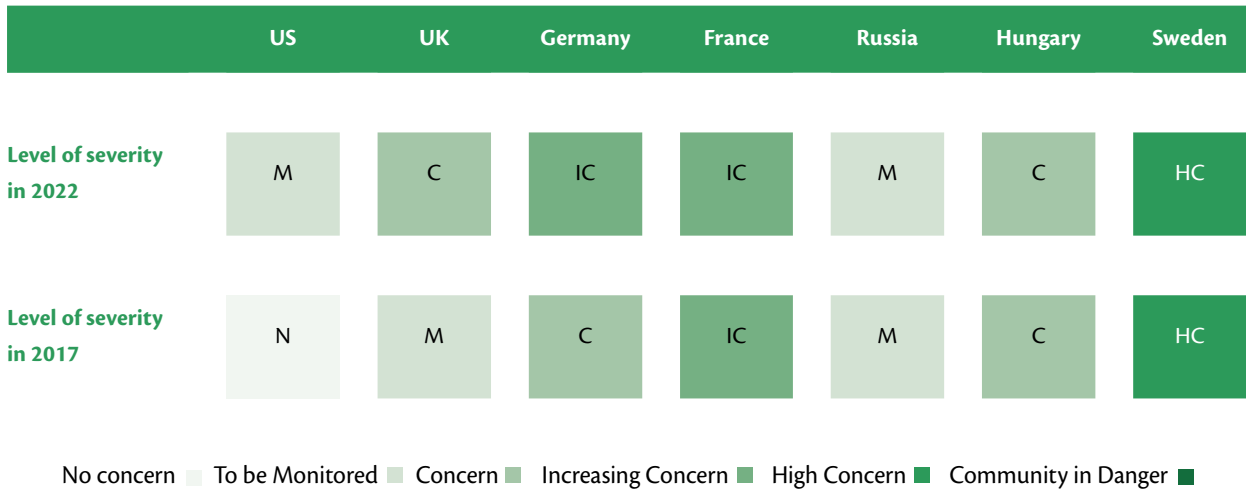 US UK Germany France Russia Hungary Sweden
Level of severity
in 2022
M C IC IC M C HC
Level of severity
in 2017
N M C IC M C HC
No concern To be Monitored Concern Increasing Concern High Concern Community in Danger